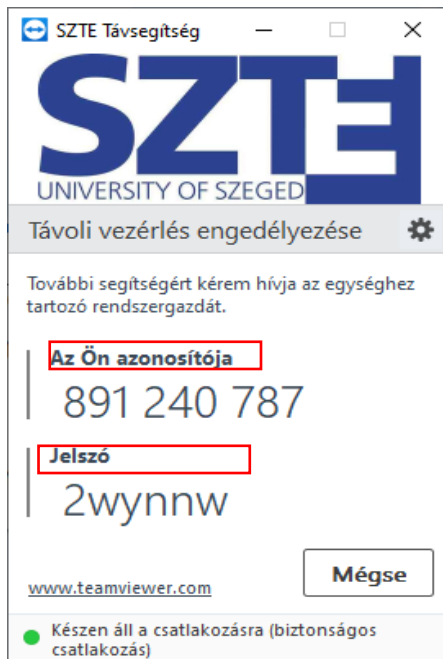 SZTE Távsegítség
SZTE
UNIVERSITY OF SZEGED
Távoli vezérlés engedélyezése
További segítségért kérem hívja az egységhez
tartozó rendszergazdát.
Az Ön azonosítója
891 240 787
Jelszó
2wynnw
Mégse
www.teamviewer.com
Készen áll a csatlakozásra (biztonságos
csatlakozás)